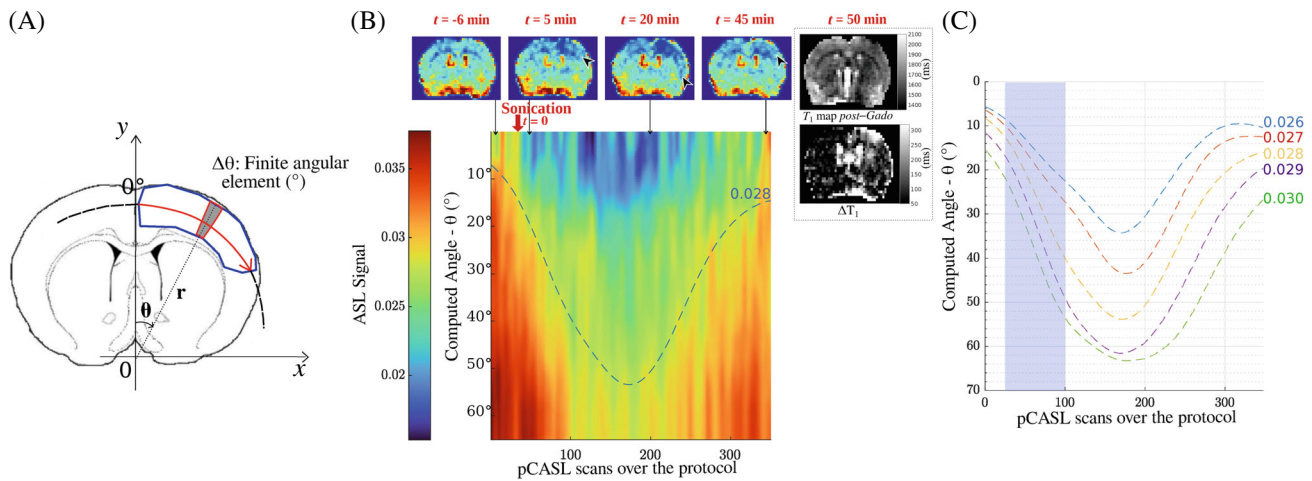 (A)
y
θ°
Δθ: Finite angular
element (°)
r
θ
0
x
(B)
t = -6 min
t = 5 min
t = 20 min
t = 45 min
t = 50 min
Sonication
t = 0
2100
2000
1900
1800
1700
1600
1500
1400
(ms)
T1 map post-Gado
300
250
200
150
100
50
(ms)
ΔT1
0.035
0.03
0.025
0.02
ASL Signal
Computed Angle - θ (°)
10°
20°
30°
40°
50°
60°
0.028
100
200
300
pCASL scans over the protocol
(C)
Computed Angle - θ (°)
0
10
20
30
40
50
60
70
0.026
0.027
0.028
0.029
0.030
0
100
200
300
pCASL scans over the protocol